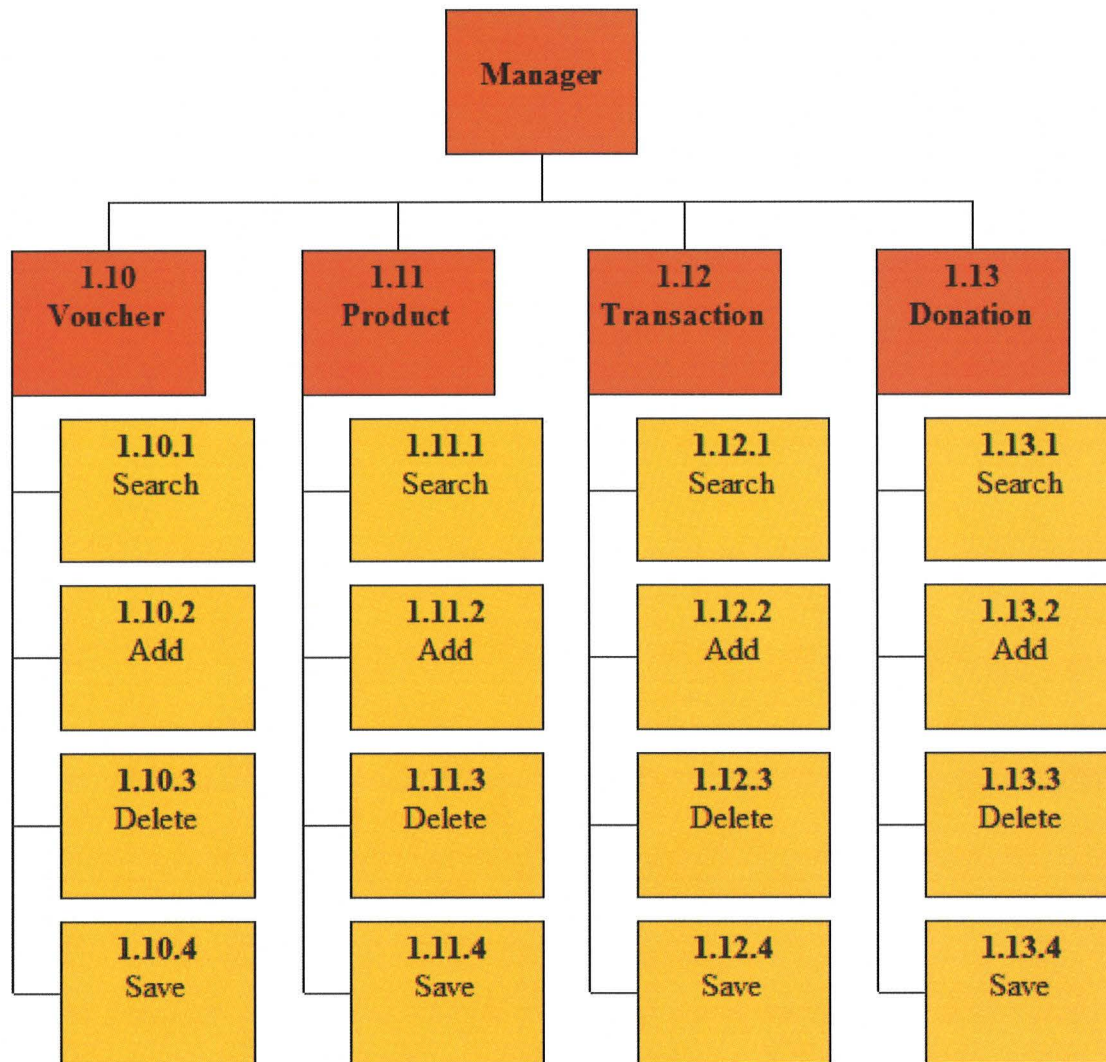 Manager
1.10
Voucher
1.11
Product
1.12
Transaction
1.13
Donation
1.10.1
Search
1.11.1
Search
1.12.1
Search
1.13.1
Search
1.10.2
Add
1.11.2
Add
1.12.2
Add
1.13.2
Add
1.10.3
Delete
1.11.3
Delete
1.12.3
Delete
1.13.3
Delete
1.10.4
Save
1.11.4
Save
1.12.4
Save
1.13.4
Save